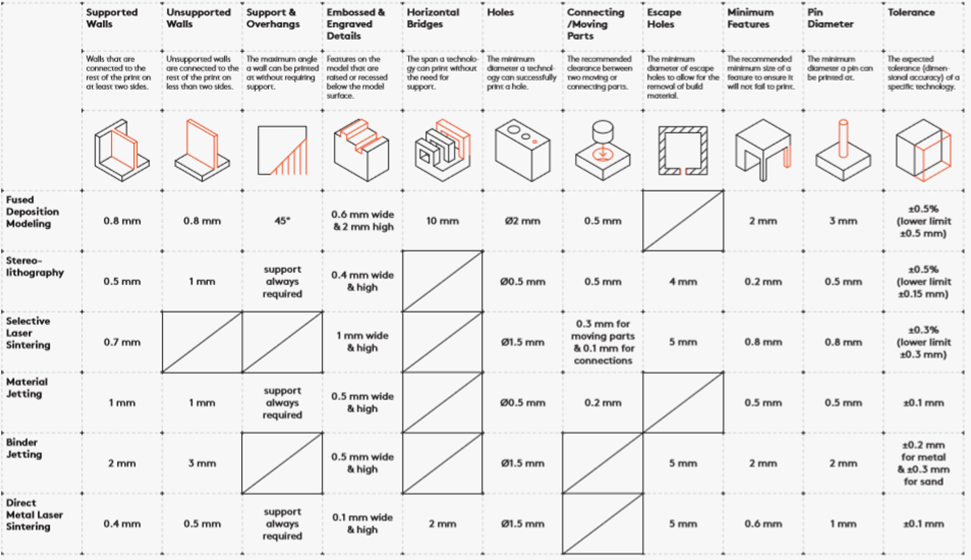 Supported
Walls
Unsupported
Walls
Support &
Overhangs
Embossed &
Engraved
Details
Horizontal
Bridges
Holes
Connecting
/Moving
Parts
Escape
Holes
Minimum
Features
Pin
Diameter
Tolerance
Walls that are
connected to the
rest of the print on
at least two sides.
Unsupported walls
are connected to the
rest of the print on
less than two sides.
The maximum angle
a wall can be printed
at without requiring
support.
Features on the
model that are
raised or recessed
below the model
surface.
The span a technolo-
gy can print without
the need for
support.
The minimum
diameter a technol-
ogy can successfully
print a hole.
The recommended
clearance between
two moving or
connecting parts.
The minimum
diameter of escape
holes to allow for the
removal of build
material.
The recommended
minimum size of a
feature to ensure it
will not fail to print.
The minimum
diameter a pin can
be printed at.
The expected
tolerance (dimen-
sional accuracy) of a
specific technology.
Fused
Deposition
Modeling
0.8 mm
0.8 mm
45°
0.6 mm wide
& 2 mm high
10 mm
Ø2 mm
0.5 mm
2 mm
3 mm
±0.5%
(lower limit
±0.5 mm)
Stereo-
lithography
0.5 mm
1 mm
support
always
required
0.4 mm wide
& high
Ø0.5 mm
0.5 mm
4 mm
0.2 mm
0.5 mm
±0.5%
(lower limit
±0.15 mm)
Selective
Laser
Sintering
0.7 mm
1 mm wide
& high
Ø1.5 mm
0.3 mm for
moving parts
& 0.1 mm for
connections
5 mm
0.8 mm
0.8 mm
±0.3%
(lower limit
±0.3 mm)
Material
Jetting
1 mm
1 mm
support
always
required
0.5 mm wide
& high
Ø0.5 mm
0.2 mm
0.5 mm
0.5 mm
±0.1 mm
Binder
Jetting
2 mm
3 mm
0.5 mm wide
& high
Ø1.5 mm
5 mm
2 mm
2 mm
±0.2 mm
for metal
& ±0.3 mm
for sand
Direct
Metal Laser
Sintering
0.4 mm
0.5 mm
support
always
required
0.1 mm wide
& high
2 mm
Ø1.5 mm
5 mm
0.6 mm
1 mm
±0.1 mm